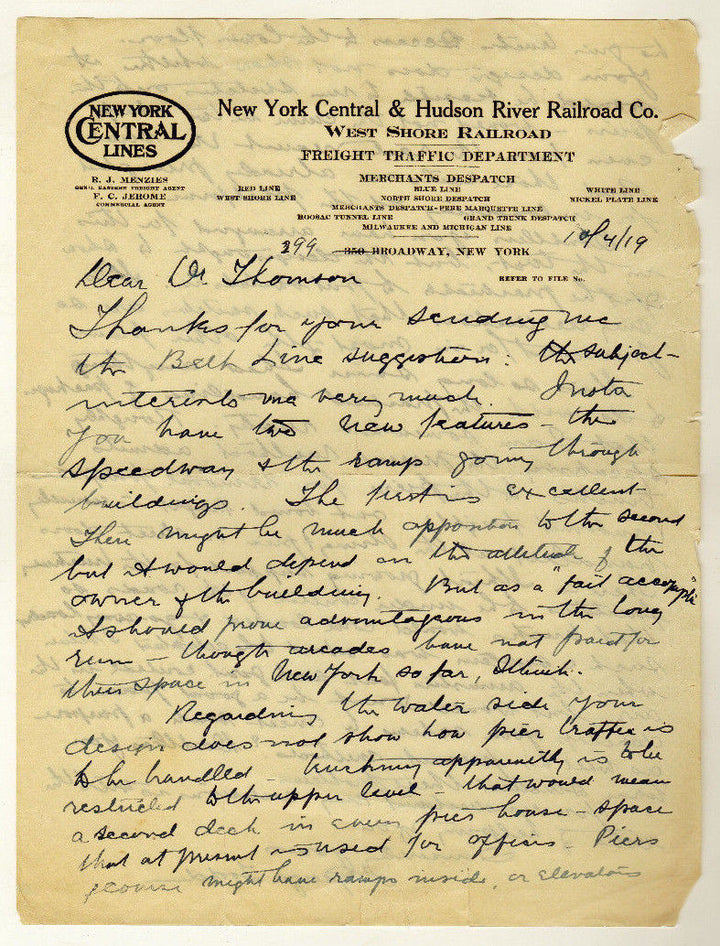 NEW YORK
CENTRAL
LINES
New York Central & Hudson River Railroad Co.
WEST SHORE RAILROAD
FREIGHT TRAFFIC DEPARTMENT
R. J. MENZIES
GEN'L EASTERN FREIGHT AGENT
F. C. JEROME
COMMERCIAL AGENT
MERCHANTS DESPATCH
RED LINE BLUE LINE WHITE LINE
WEST SHORE LINE NORTH SHORE DESPATCH NICKEL PLATE LINE
MERCHANTS DESPATCH-PERE MARQUETTE LINE
HOOSAC TUNNEL LINE GRAND TRUNK DESPATCH
MILWAUKEE AND MICHIGAN LINE
10/4/19
299
350 BROADWAY, NEW YORK
REFER TO FILE No.
Dear Dr Thomson
Thanks for your sending me
the Belt Line suggestions: the subject
interests me very much.
You have two new features - the
speedway & the ramps going through
buildings. The first is excellent
There might be much opposition to the second
but it would depend on the attitude of the
owner of the building. But as a "fait accompli"
it should prove advantageous in the long
run - though arcades have not paid for
their space in New York so far, I think.
Regarding the water side your
design does not show how pier traffic is
to be handled - trucking apparently is to be
restricted to the upper level - that would mean
a second deck in every pier house - space
that at present is used for offices. Piers
of course might have ramps inside, or elevators